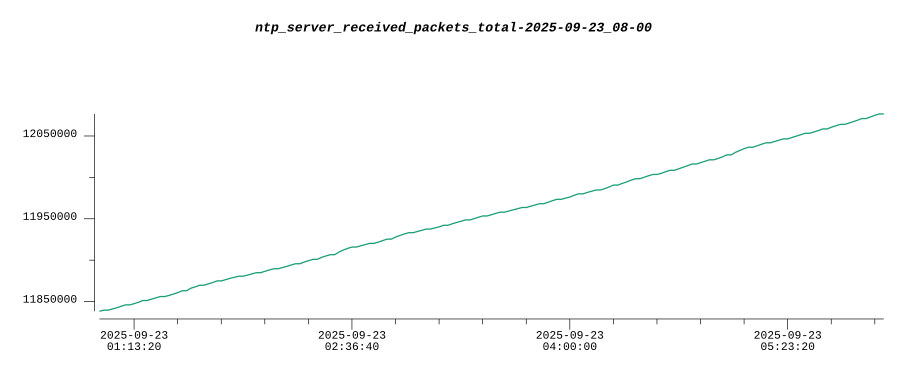 ntp_server_received_packets_total-2025-09-23_08-00
12050000
11950000
11850000
2025-09-23 2025-09-23 2025-09-23 2025-09-23
01:13:20 02:36:40 04:00:00 05:23:20